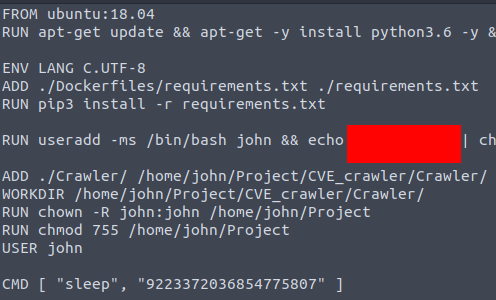 FROM ubuntu:18.04
RUN apt-get update && apt-get -y install python3.6 -y &
ENV LANG C.UTF-8
ADD ./Dockerfiles/requirements.txt ./requirements.txt
RUN pip3 install -r requirements.txt
RUN useradd -ms /bin/bash john && echo | ch
ADD ./Crawler/ /home/john/Project/CVE_crawler/Crawler/
WORKDIR /home/john/Project/CVE_crawler/Crawler/
RUN chown -R john:john /home/john/Project
RUN chmod 755 /home/john/Project
USER john
CMD [ "sleep", "9223372036854775807" ]